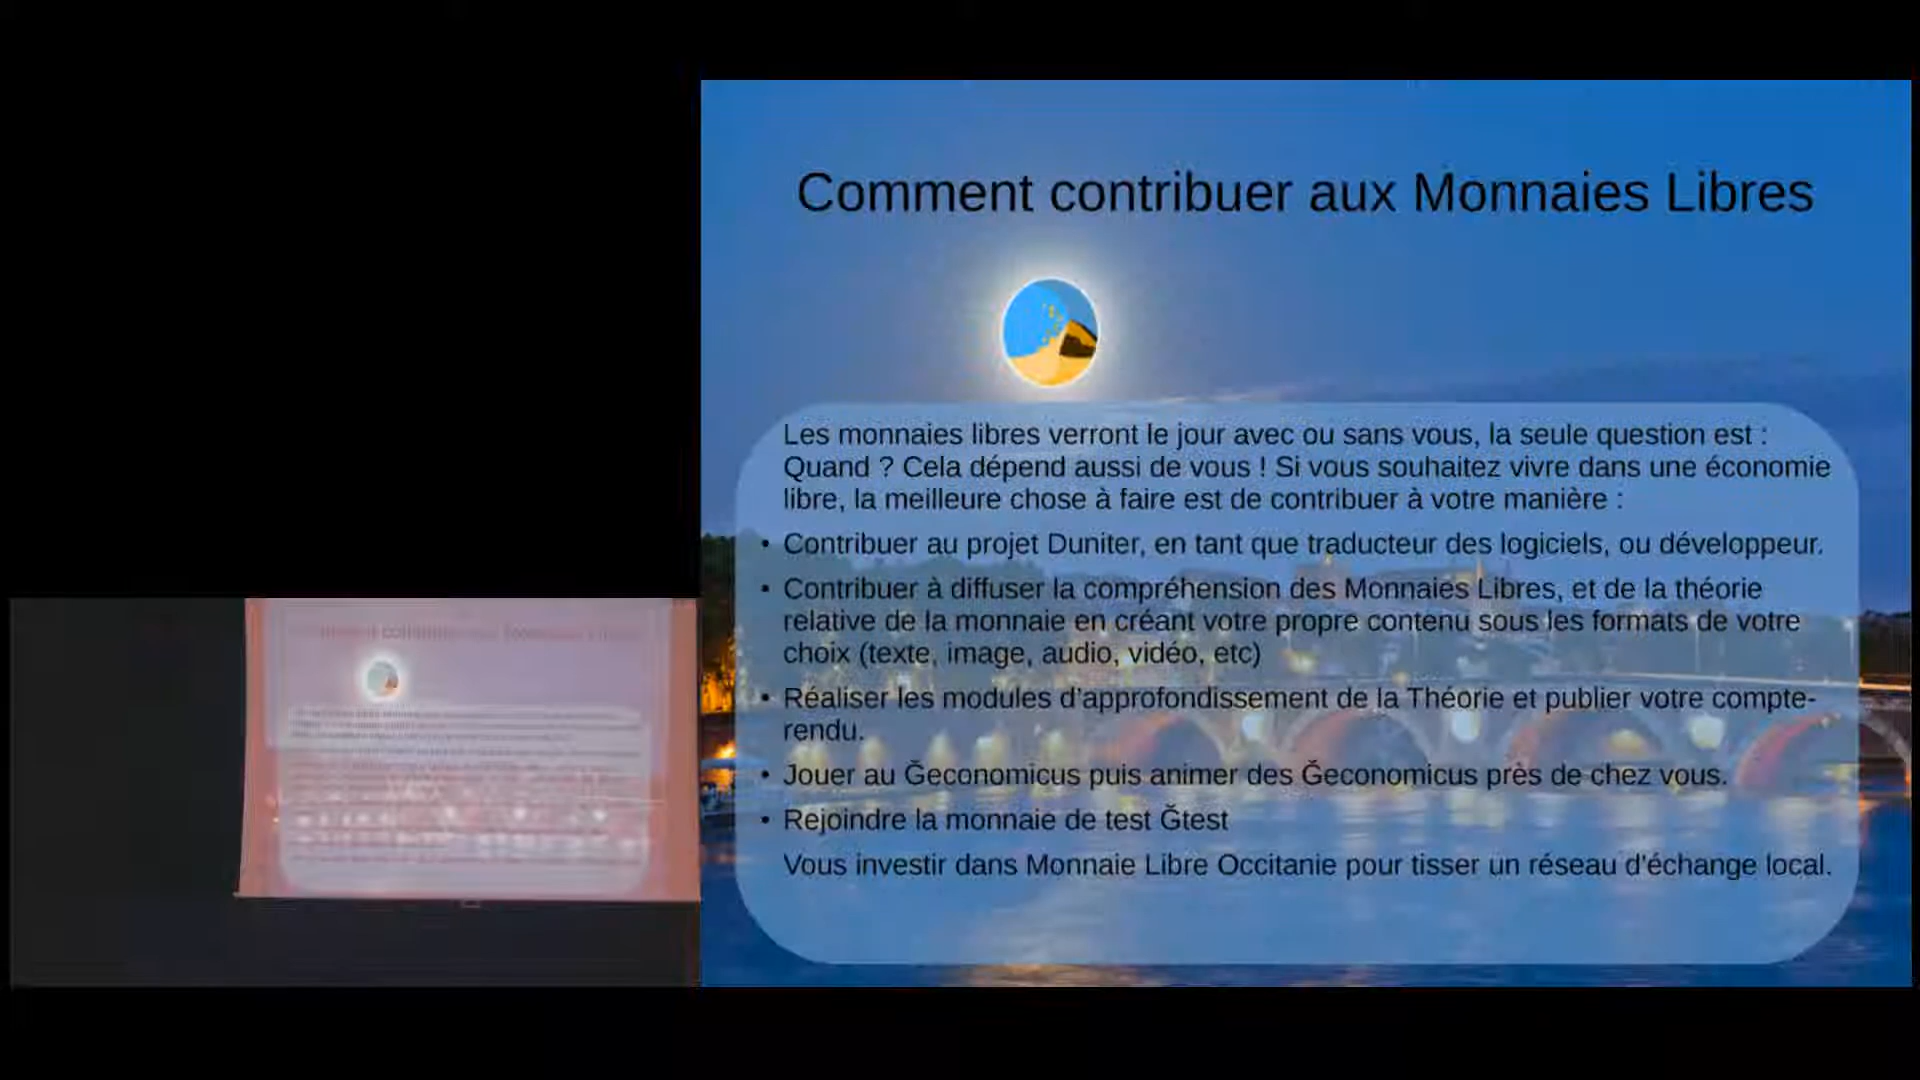 Comment contribuer aux Monnaies Libres
Les monnaies libres verront le jour avec ou sans vous, la seule question est :
Quand ? Cela dépend aussi de vous ! Si vous souhaitez vivre dans une économie
libre, la meilleure chose à faire est de contribuer à votre manière :
• Contribuer au projet Duniter, en tant que traducteur des logiciels, ou développeur.
• Contribuer à diffuser la compréhension des Monnaies Libres, et de la théorie
relative de la monnaie en créant votre propre contenu sous les formats de votre
choix (texte, image, audio, vidéo, etc)
• Réaliser les modules d'approfondissement de la Théorie et publier votre compte-
rendu.
• Jouer au Ğeconomicus puis animer des Ğeconomicus près de chez vous.
• Rejoindre la monnaie de test Ğtest
Vous investir dans Monnaie Libre Occitanie pour tisser un réseau d'échange local.